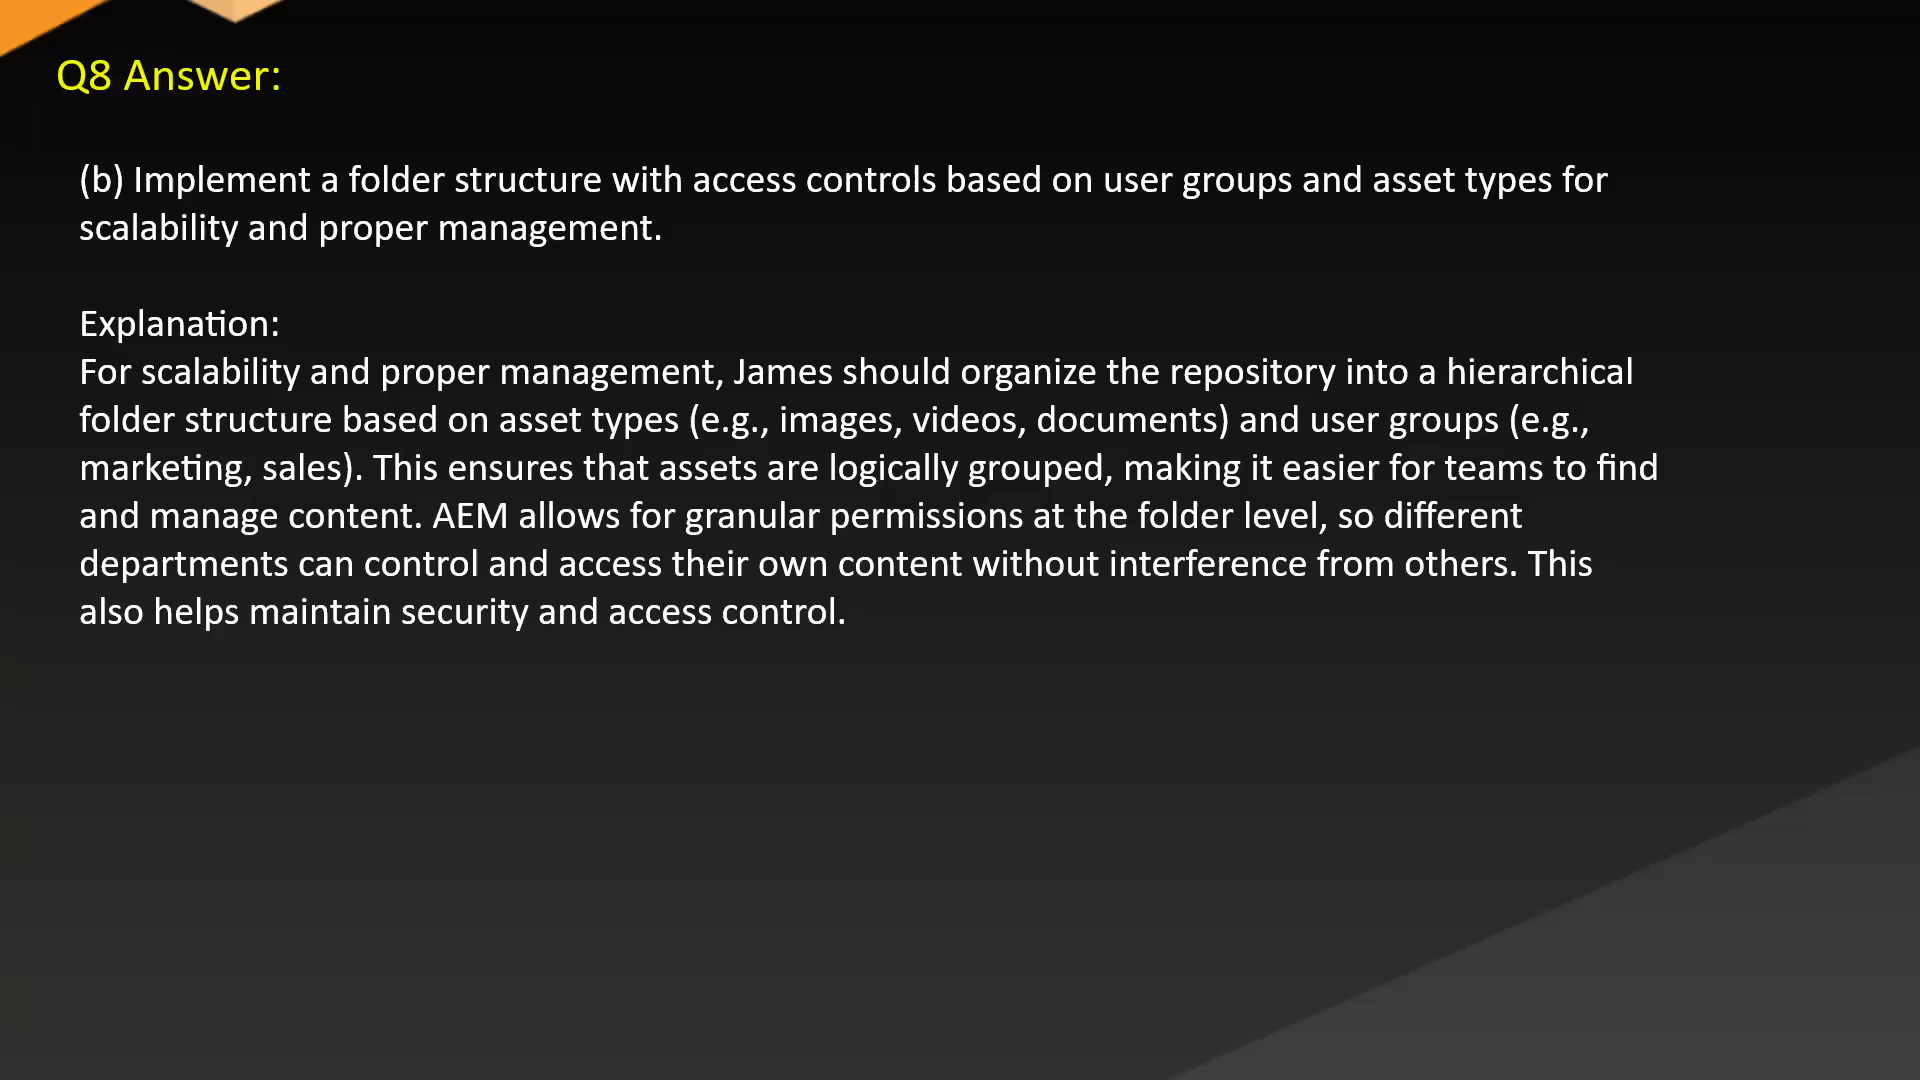 Q8 Answer:
(b) Implement a folder structure with access controls based on user groups and asset types for
scalability and proper management.
Explanation:
For scalability and proper management, James should organize the repository into a hierarchical
folder structure based on asset types (e.g., images, videos, documents) and user groups (e.g.,
marketing, sales). This ensures that assets are logically grouped, making it easier for teams to find
and manage content. AEM allows for granular permissions at the folder level, so different
departments can control and access their own content without interference from others. This
also helps maintain security and access control.